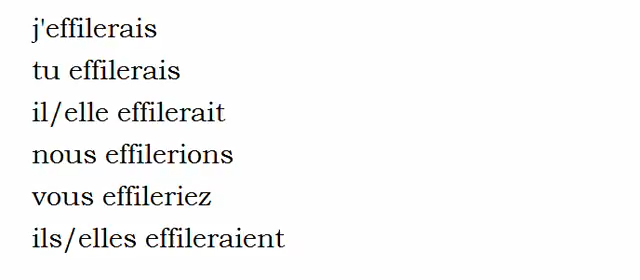 j'effilerais
tu effilerais
il/elle effilerait
nous effilerions
vous effileriez
ils/elles effileraient